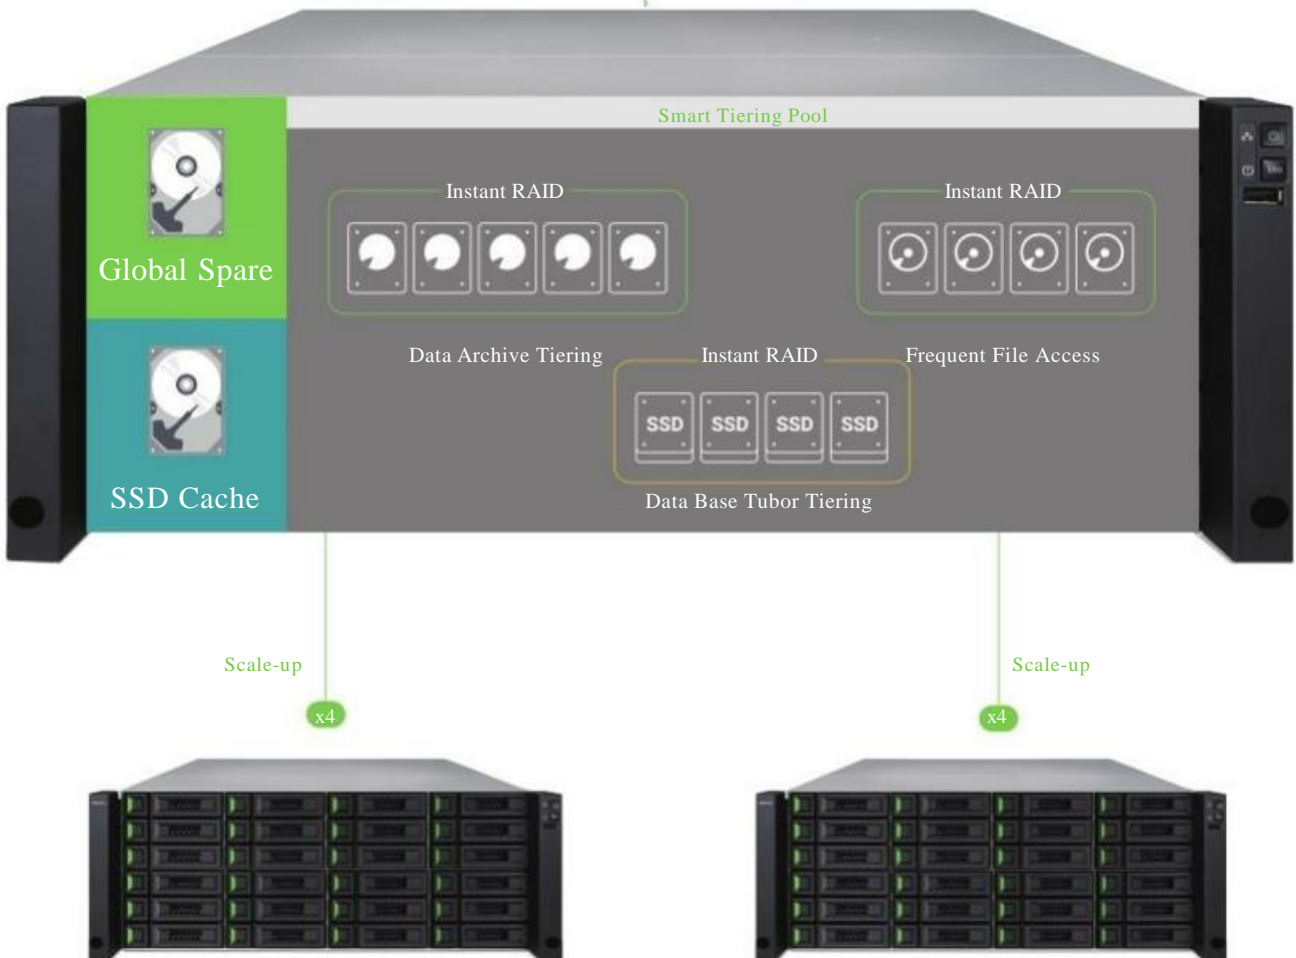 Smart Tiering Pool
Global Spare
SSD Cache
Instant RAID
Data Archive Tiering
Instant RAID
Frequent File Access
Instant RAID
SSD SSD SSD SSD
Data Base Tubor Tiering
Scale-up
x4
Scale-up
x4